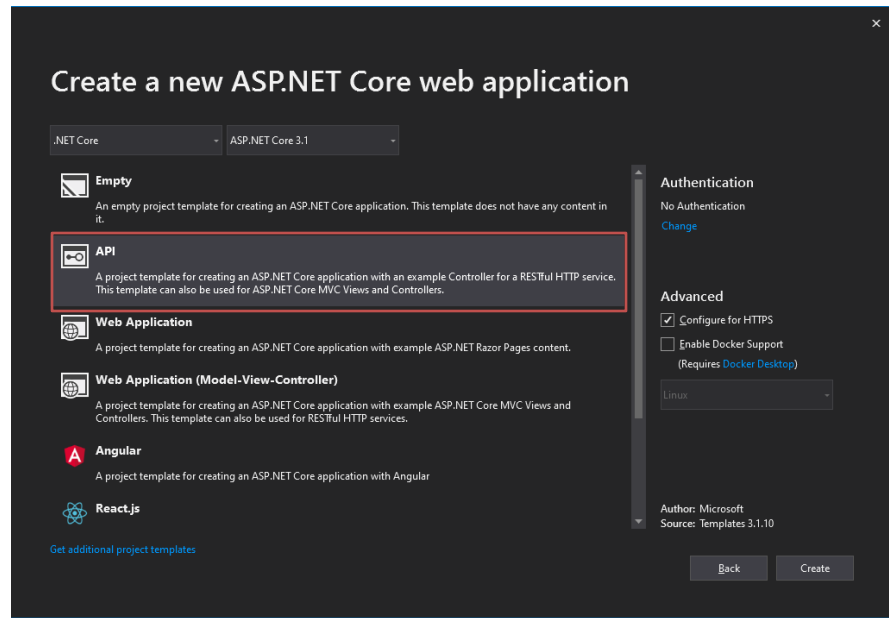 Create a new ASP.NET Core web application
.NET Core
ASP.NET Core 3.1
Empty
An empty project template for creating an ASP.NET Core application. This template does not have any content in
it.
API
A project template for creating an ASP.NET Core application with an example Controller for a RESTful HTTP service.
This template can also be used for ASP.NET Core MVC Views and Controllers.
Web Application
A project template for creating an ASP.NET Core application with example ASP.NET Razor Pages content.
Web Application (Model-View-Controller)
A project template for creating an ASP.NET Core application with example ASP.NET Core MVC Views and
Controllers. This template can also be used for RESTful HTTP services.
Angular
A project template for creating an ASP.NET Core application with Angular
React.js
Get additional project templates
Authentication
No Authentication
Change
Advanced
Configure for HTTPS
Enable Docker Support
(Requires Docker Desktop)
Linux
Author: Microsoft
Source: Templates 3.1.10
Back
Create